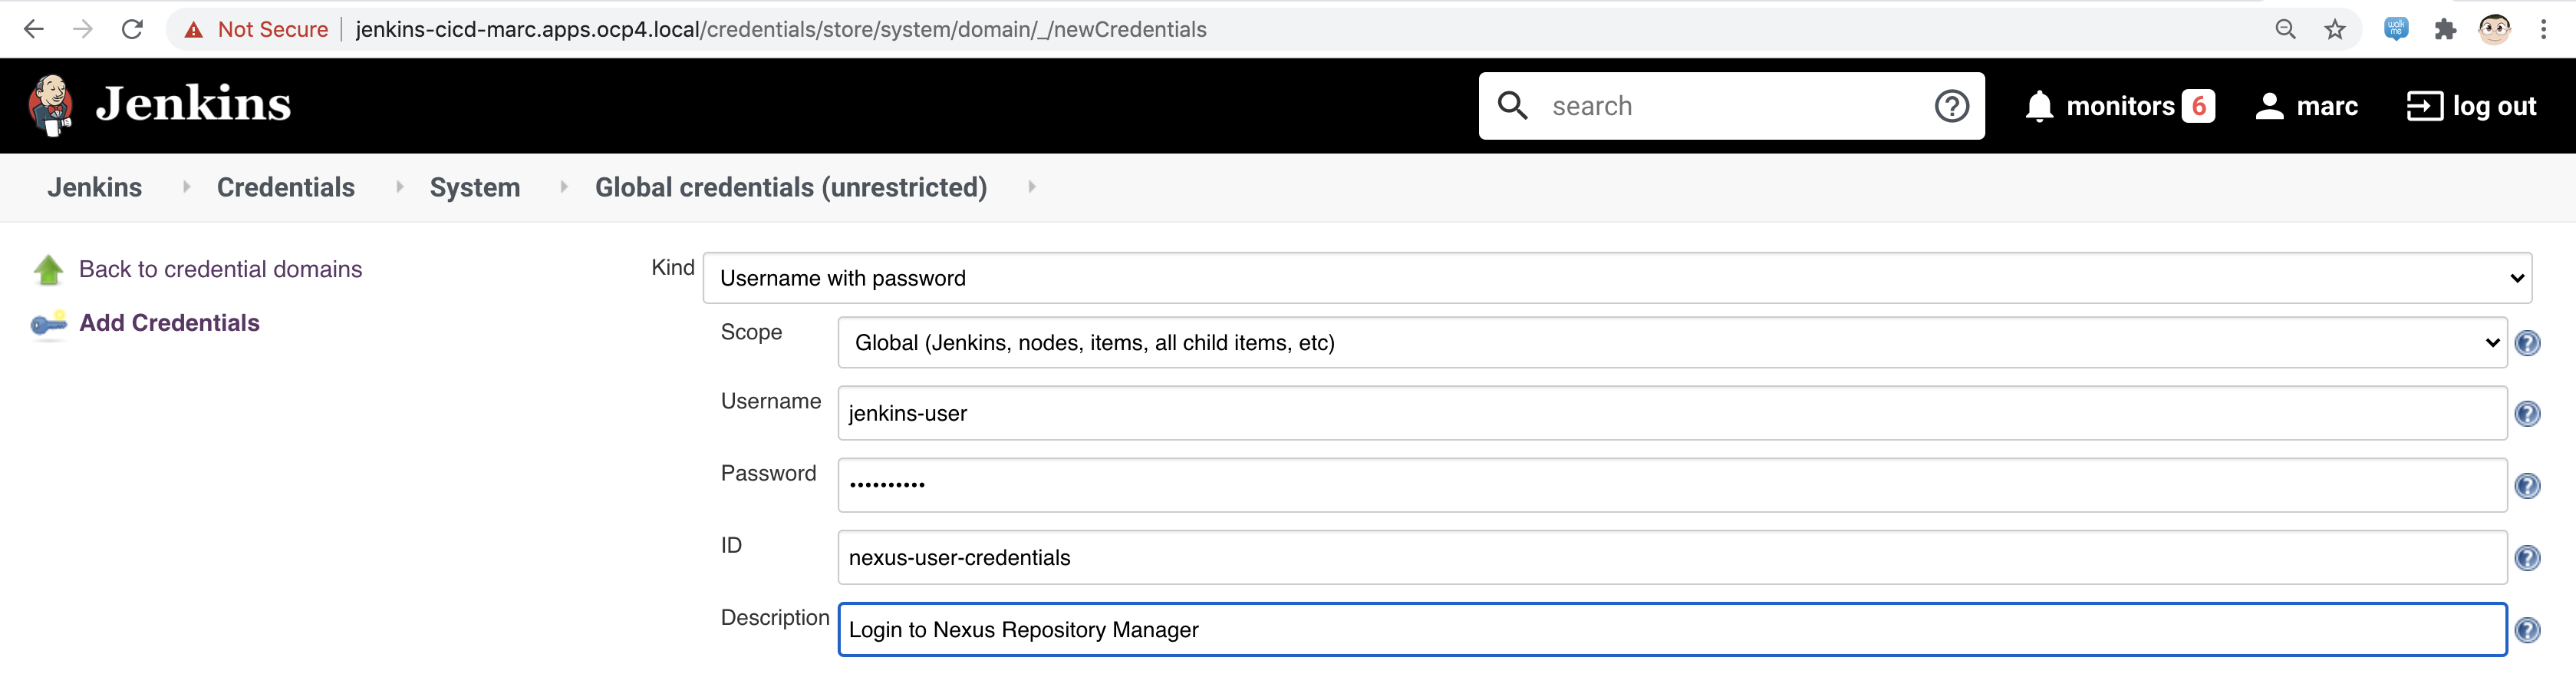 Not Secure jenkins-cicd-marc.apps.ocp4.local/credentials/store/system/domain/_/newCredentials
walk me
Jenkins search monitors 6 marc log out
Jenkins Credentials System Global credentials (unrestricted)
Back to credential domains
Add Credentials
Kind Username with password
Scope Global (Jenkins, nodes, items, all child items, etc)
Username jenkins-user
Password ••••••••••
ID nexus-user-credentials
Description Login to Nexus Repository Manager